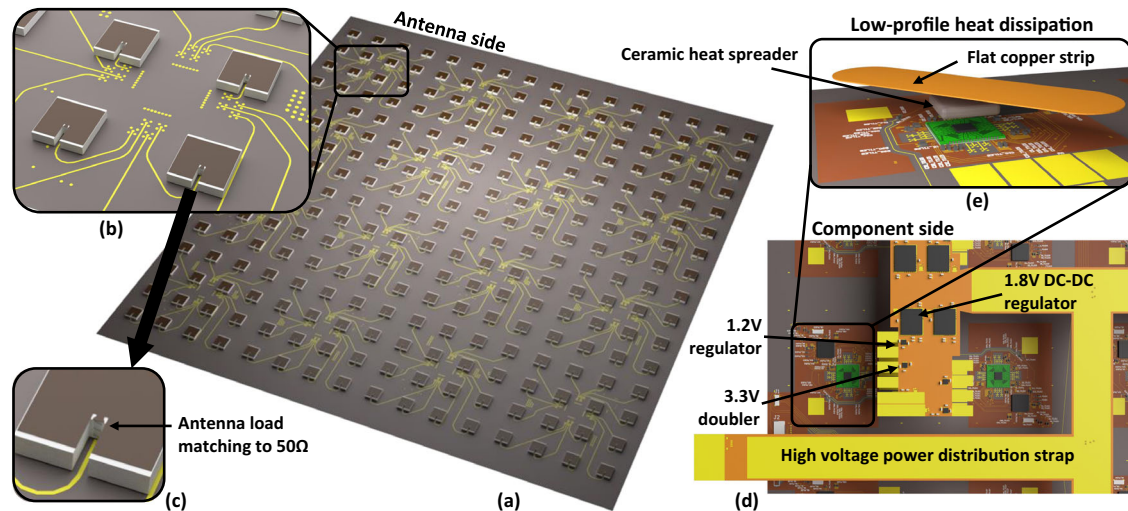 Antenna side
(b)
Antenna load
matching to 50Ω
(c)
(a)
Low-profile heat dissipation
Ceramic heat spreader
Flat copper strip
(e)
Component side
1.8V DC-DC
regulator
1.2V
regulator
3.3V
doubler
J2
High voltage power distribution strap
(d)